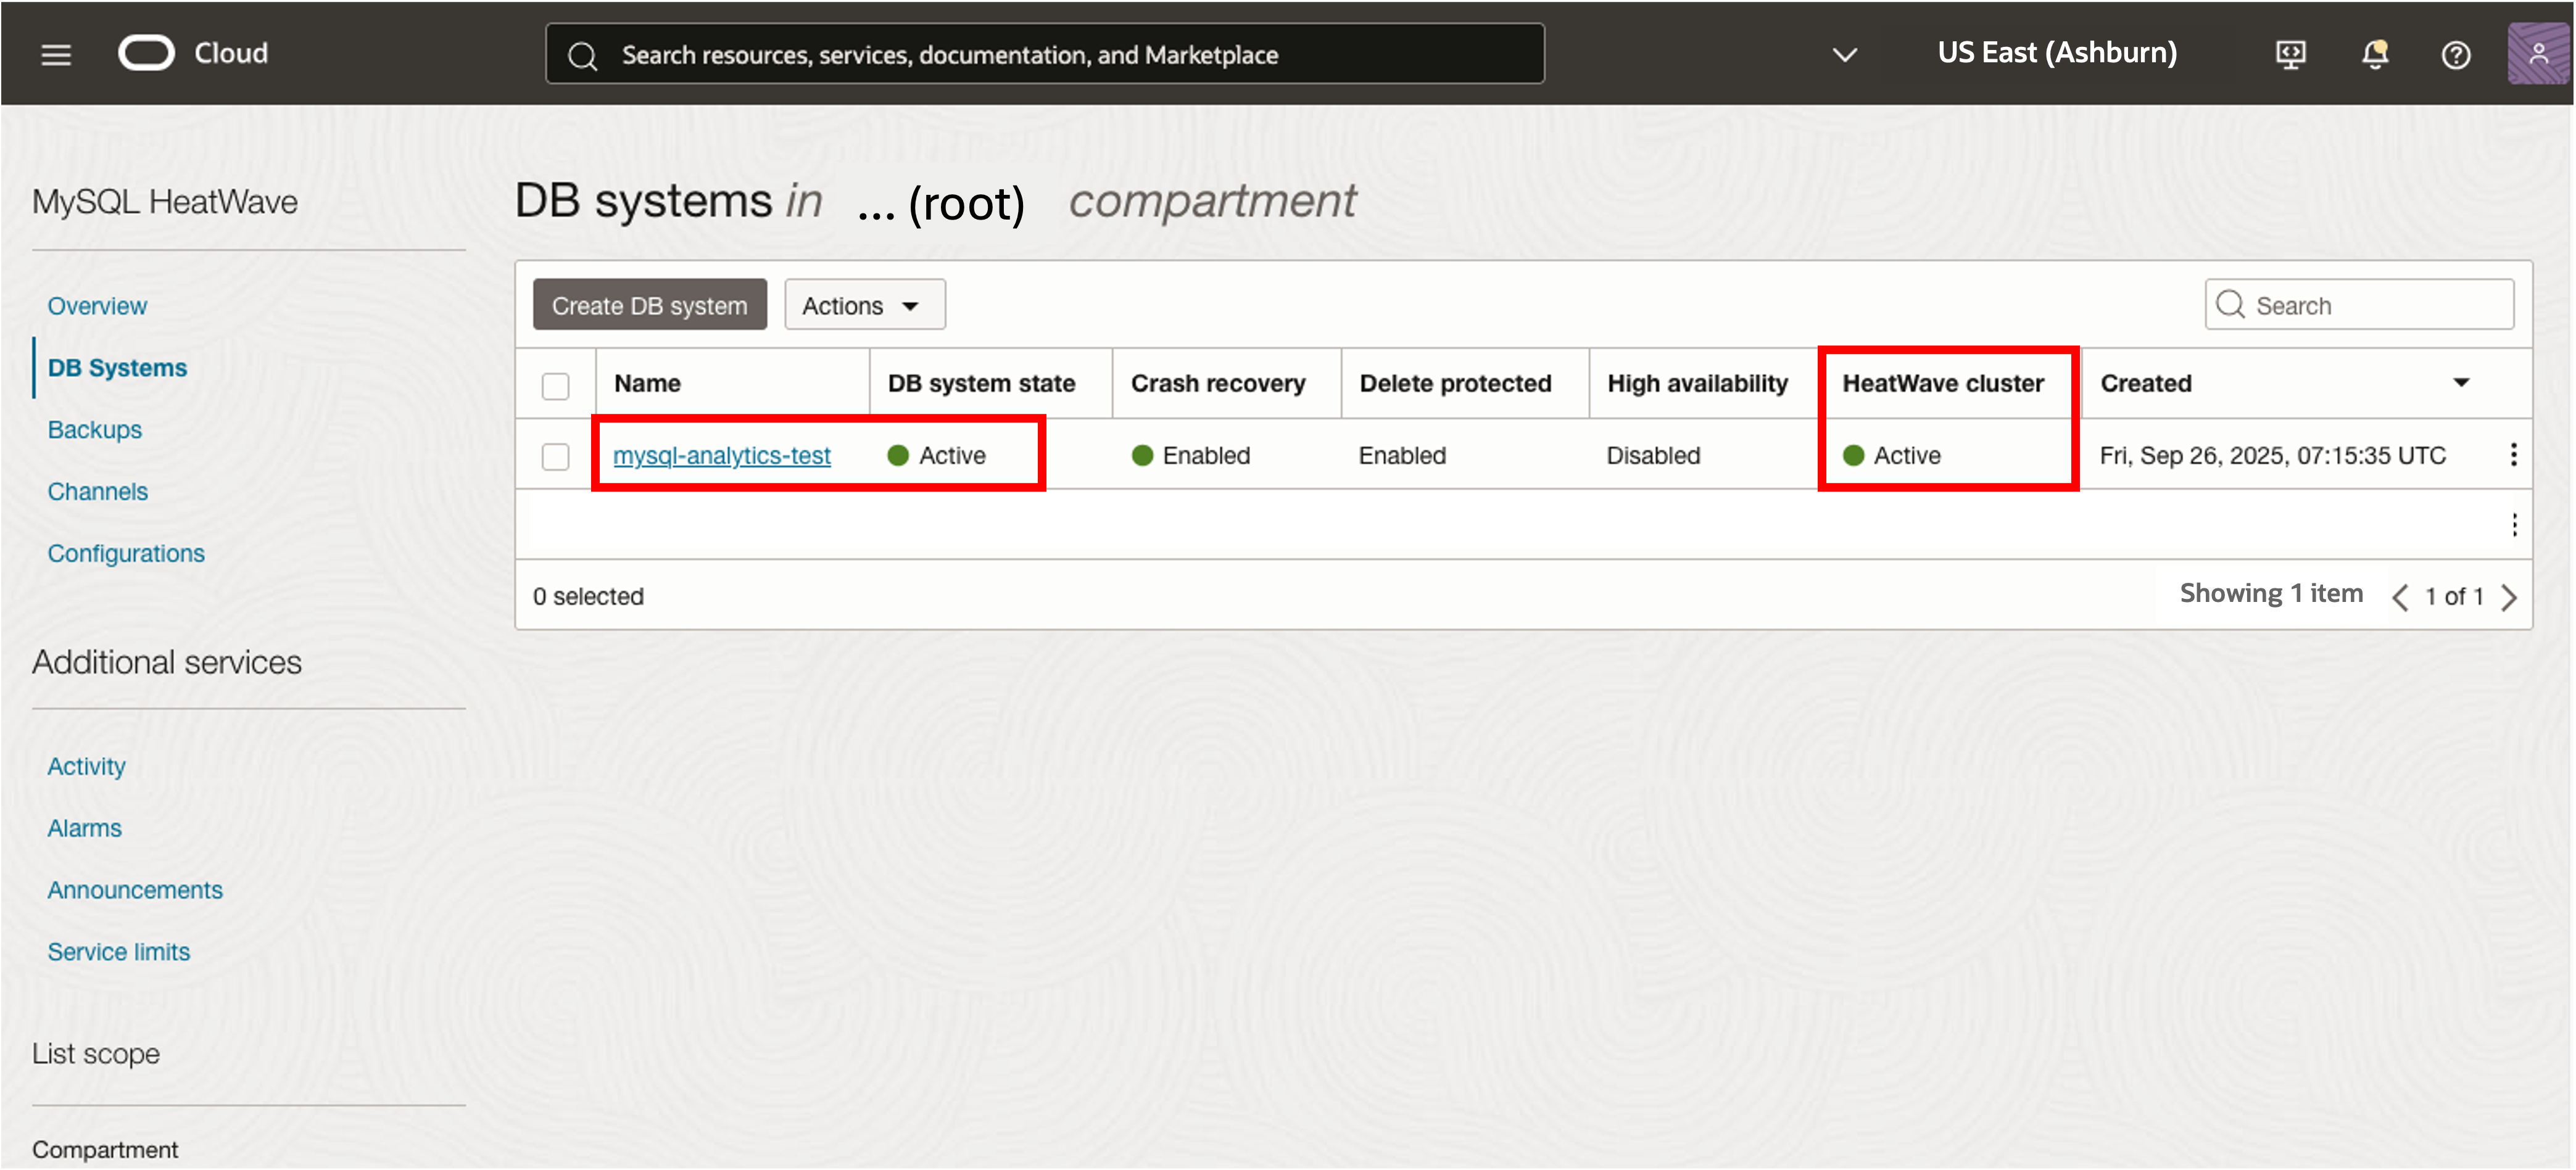 Cloud
Search resources, services, documentation, and Marketplace
US East (Ashburn)
MySQL HeatWave
Overview
DB Systems
Backups
Channels
Configurations
Additional services
Activity
Alarms
Announcements
Service limits
List scope
Compartment
DB systems in ... (root) compartment
Create DB system
Actions
Search
Name DB system state Crash recovery Delete protected High availability HeatWave cluster Created
mysql-analytics-test Active Enabled Enabled Disabled Active Fri, Sep 26, 2025, 07:15:35 UTC
0 selected
Showing 1 item
1 of 1